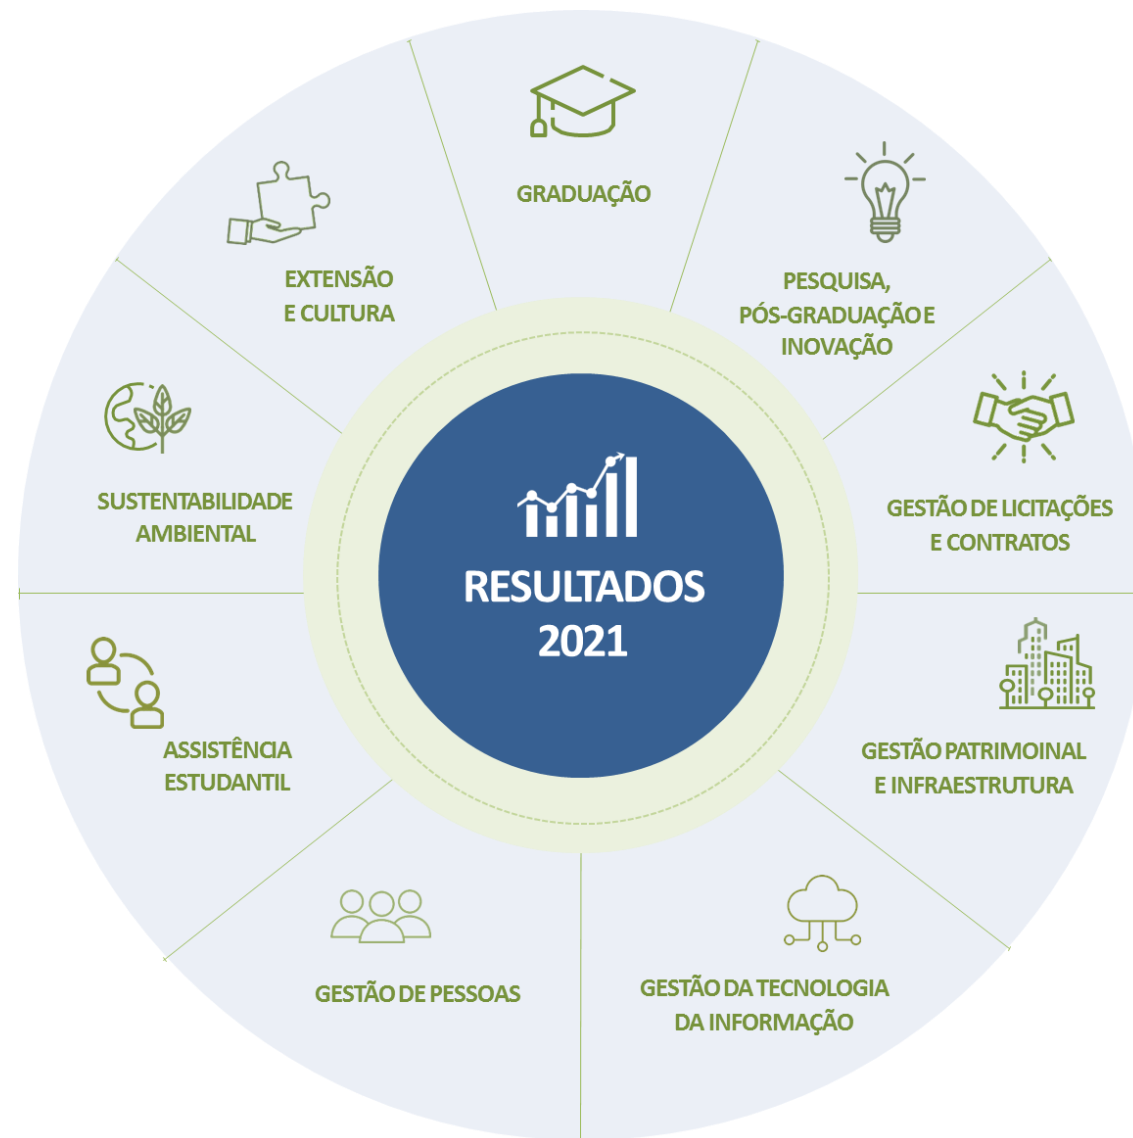 GRADUAÇÃO
PESQUISA,
PÓS-GRADUAÇÃO E
INOVAÇÃO
GESTÃO DE LICITAÇÕES
E CONTRATOS
GESTÃO PATRIMOINAL
E INFRAESTRUTURA
GESTÃO DA TECNOLOGIA
DA INFORMAÇÃO
GESTÃO DE PESSOAS
ASSISTÊNCIA
ESTUDANTIL
SUSTENTABILIDADE
AMBIENTAL
EXTENSÃO
E CULTURA
RESULTADOS
2021